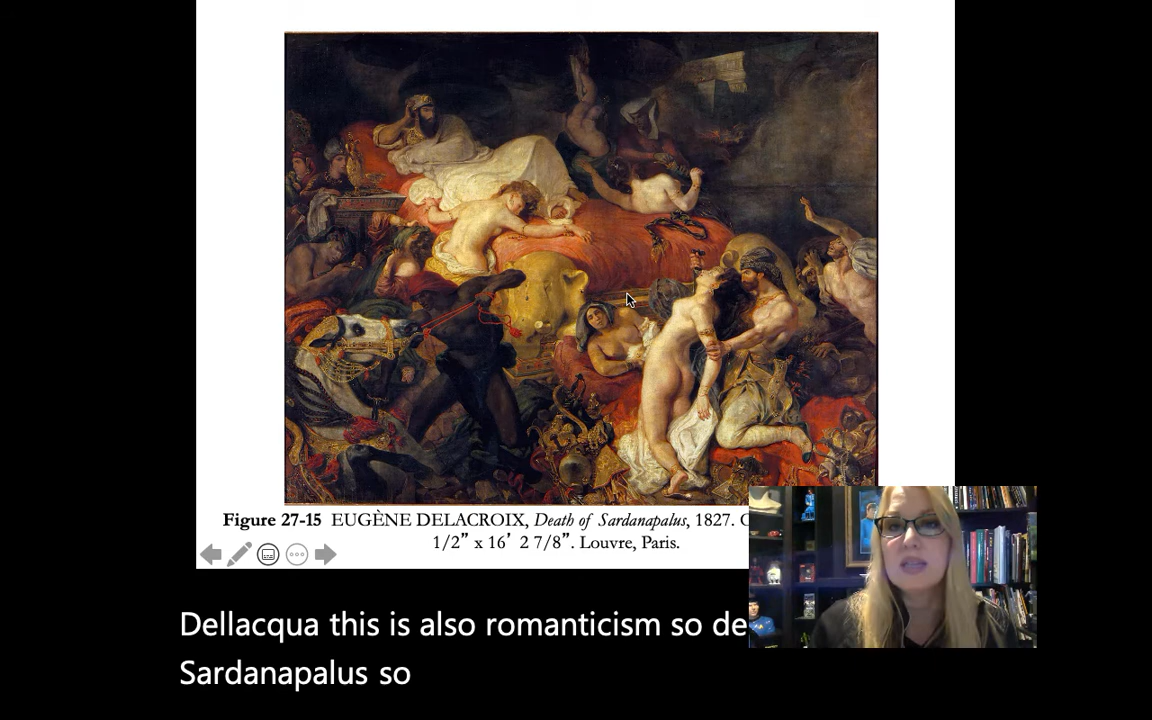 Figure 27-15 EUGÈNE DELACROIX, Death of Sardanapalus, 1827.
1/2” x 16’ 2 7/8”. Louvre, Paris.
Dellacqua this is also romanticism so de
Sardanapalus so